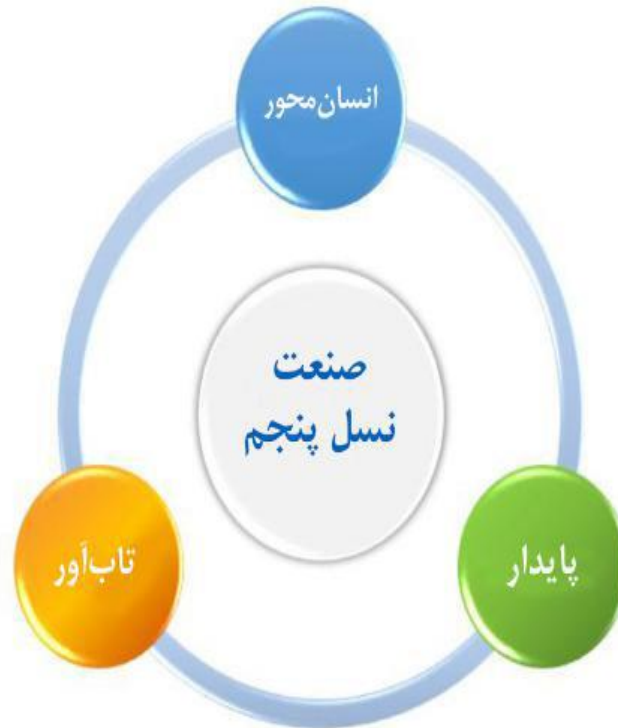 انسان‌محور
صنعت
نسل پنجم
پایدار
تاب‌آور